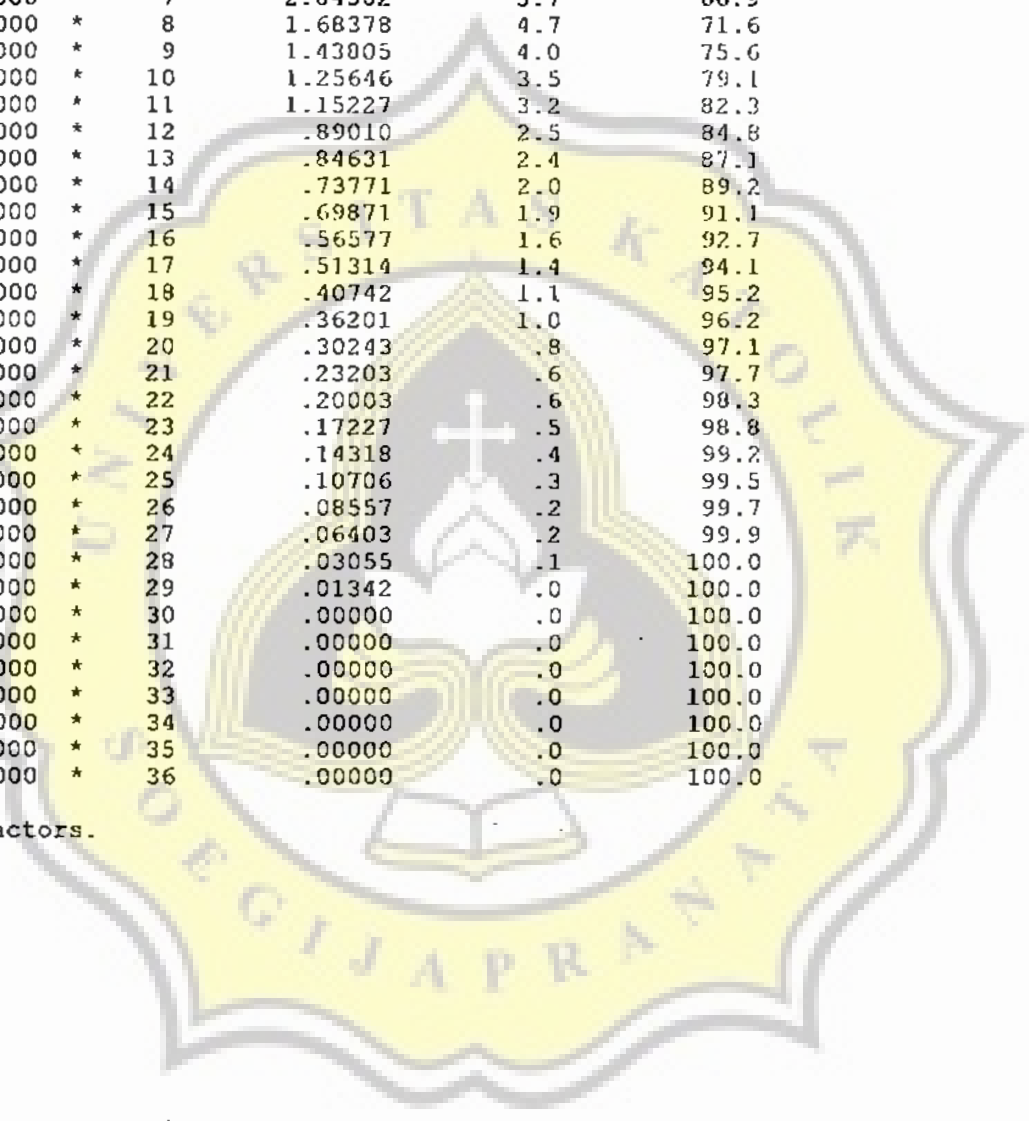 000 * 8 1.68378 4.7 71.6
000 * 9 1.43805 4.0 75.6
000 * 10 1.25646 3.5 79.1
000 * 11 1.15227 3.2 82.3
000 * 12 .89010 2.5 84.8
000 * 13 .84631 2.4 87.1
000 * 14 .73771 2.0 89.2
000 * 15 .69871 1.9 91.1
000 * 16 .56577 1.6 92.7
000 * 17 .51314 1.4 94.1
000 * 18 .40742 1.1 95.2
000 * 19 .36201 1.0 96.2
000 * 20 .30243 .8 97.1
000 * 21 .23203 .6 97.7
000 * 22 .20003 .6 98.3
000 * 23 .17227 .5 98.8
000 * 24 .14318 .4 99.2
000 * 25 .10706 .3 99.5
000 * 26 .08557 .2 99.7
000 * 27 .06403 .2 99.9
000 * 28 .03055 .1 100.0
000 * 29 .01342 .0 100.0
000 * 30 .00000 .0 100.0
000 * 31 .00000 .0 100.0
000 * 32 .00000 .0 100.0
000 * 33 .00000 .0 100.0
000 * 34 .00000 .0 100.0
000 * 35 .00000 .0 100.0
000 * 36 .00000 .0 100.0
actors.
UNIVERSITAS KATOLIK
SOEGIJAPRANATA